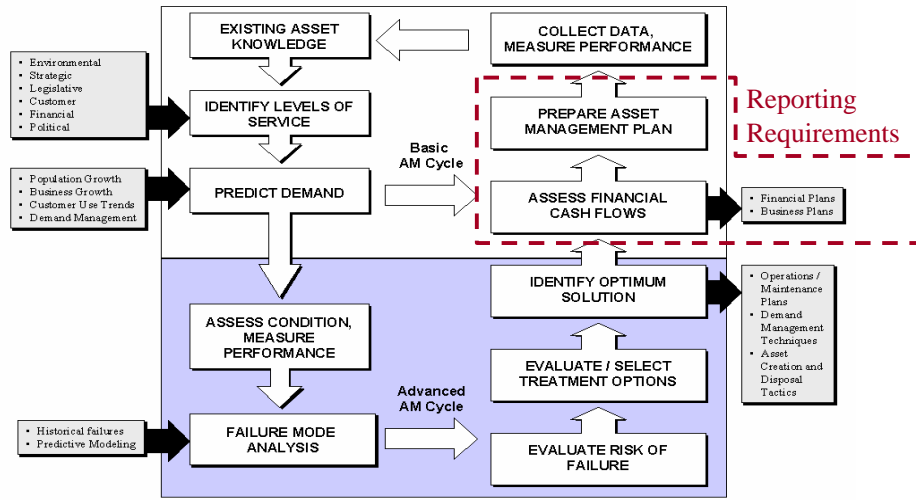 EXISTING ASSET
KNOWLEDGE
COLLECT DATA,
MEASURE PERFORMANCE
• Environmental
• Strategic
• Legislative
• Customer
• Financial
• Political
IDENTIFY LEVELS OF
SERVICE
PREPARE ASSET
MANAGEMENT PLAN
Reporting
Requirements
Basic
AM Cycle
• Population Growth
• Business Growth
• Customer Use Trends
• Demand Management
PREDICT DEMAND
ASSESS FINANCIAL
CASH FLOWS
• Financial Plans
• Business Plans
IDENTIFY OPTIMUM
SOLUTION
• Operations /
Maintenance
Plans
• Demand
Management
Techniques
• Asset
Creation and
Disposal
Tactics
ASSESS CONDITION,
MEASURE
PERFORMANCE
EVALUATE / SELECT
TREATMENT OPTIONS
Advanced
AM Cycle
• Historical failures
• Predictive Modeling
FAILURE MODE
ANALYSIS
EVALUATE RISK OF
FAILURE